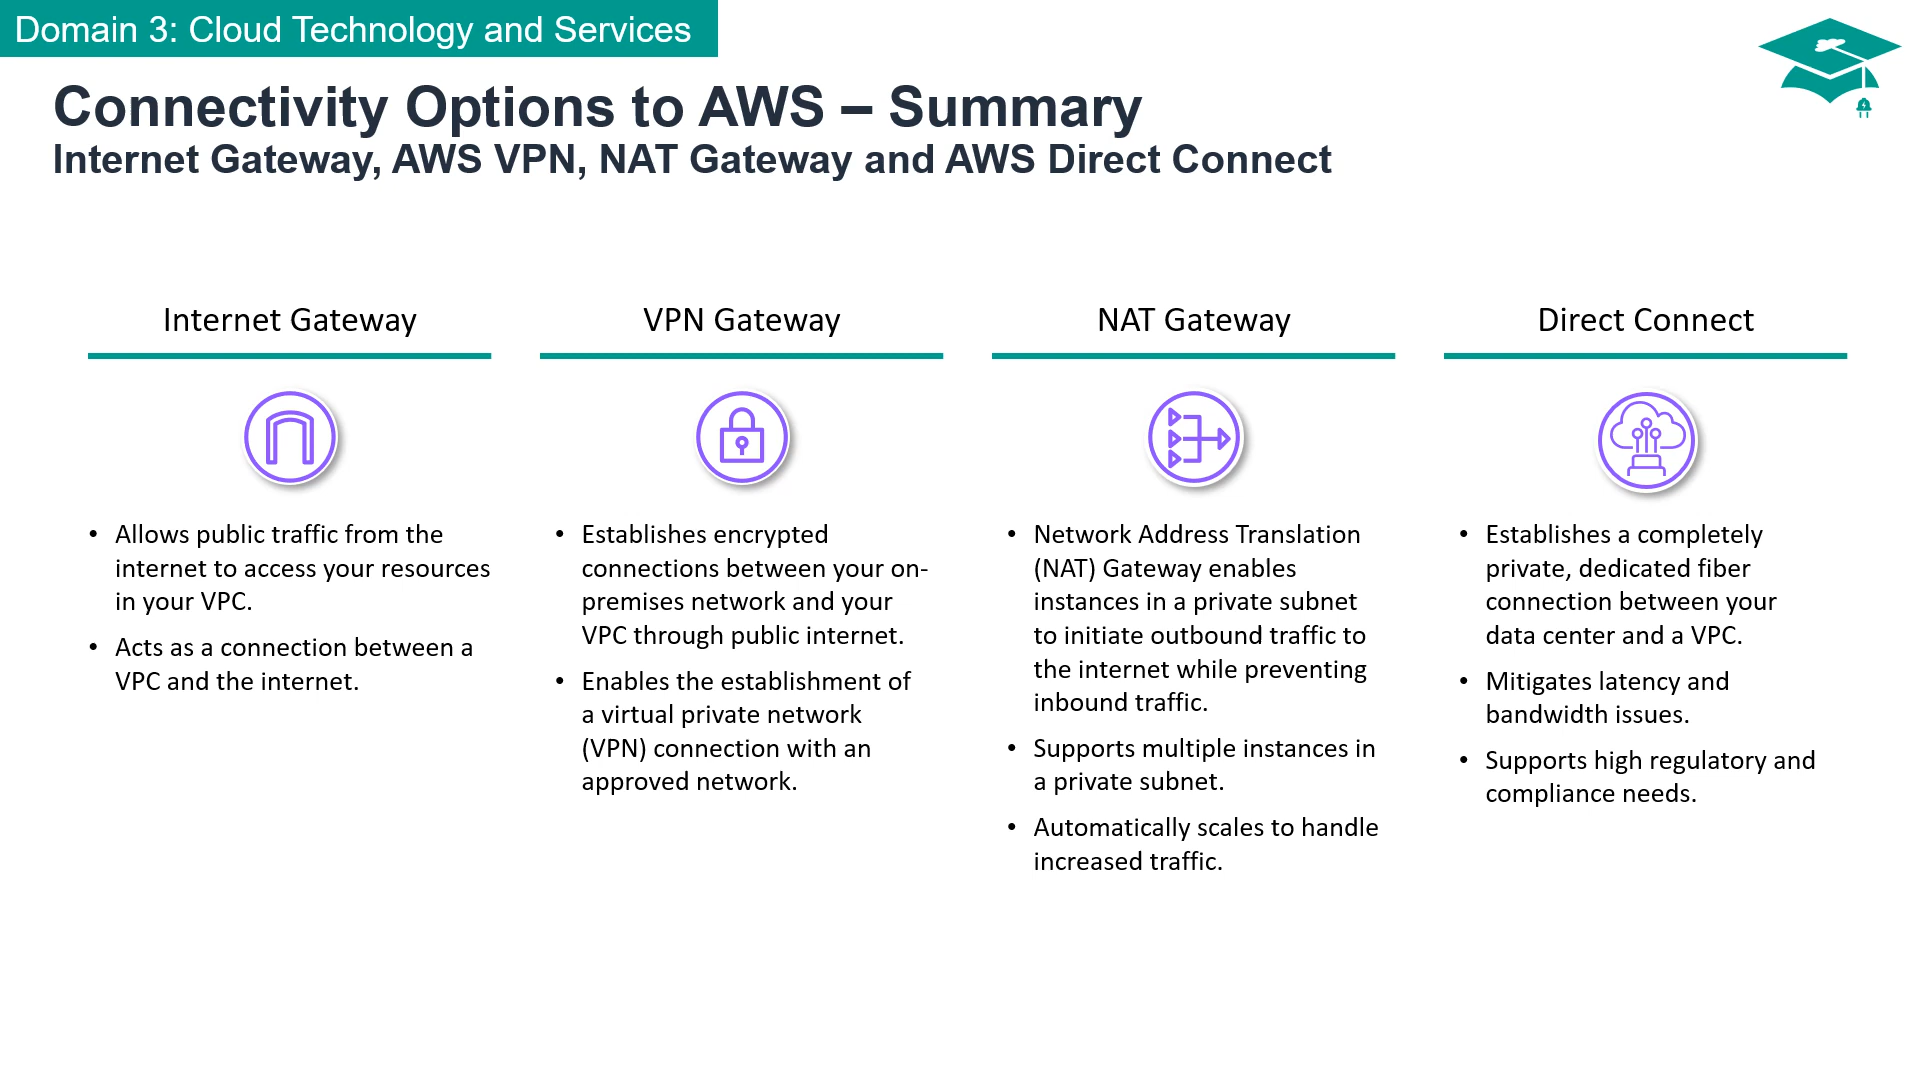 Domain 3: Cloud Technology and Services
Connectivity Options to AWS – Summary
Internet Gateway, AWS VPN, NAT Gateway and AWS Direct Connect
Internet Gateway
• Allows public traffic from the
internet to access your resources
in your VPC.
• Acts as a connection between a
VPC and the internet.
VPN Gateway
• Establishes encrypted
connections between your on-
premises network and your
VPC through public internet.
• Enables the establishment of
a virtual private network
(VPN) connection with an
approved network.
NAT Gateway
• Network Address Translation
(NAT) Gateway enables
instances in a private subnet
to initiate outbound traffic to
the internet while preventing
inbound traffic.
• Supports multiple instances in
a private subnet.
• Automatically scales to handle
increased traffic.
Direct Connect
• Establishes a completely
private, dedicated fiber
connection between your
data center and a VPC.
• Mitigates latency and
bandwidth issues.
• Supports high regulatory and
compliance needs.